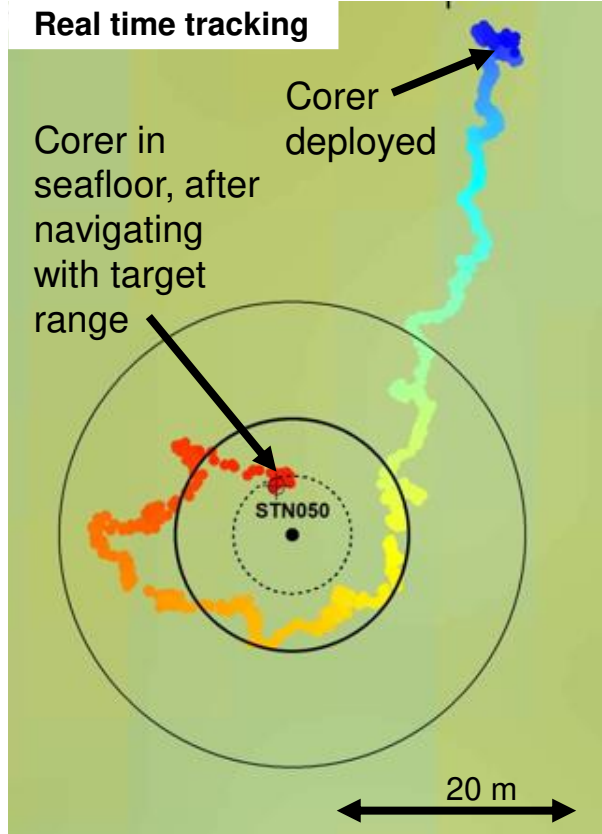 Real time tracking
Corer
deployed
Corer in
seafloor, after
navigating
with target
range
STN050
20 m